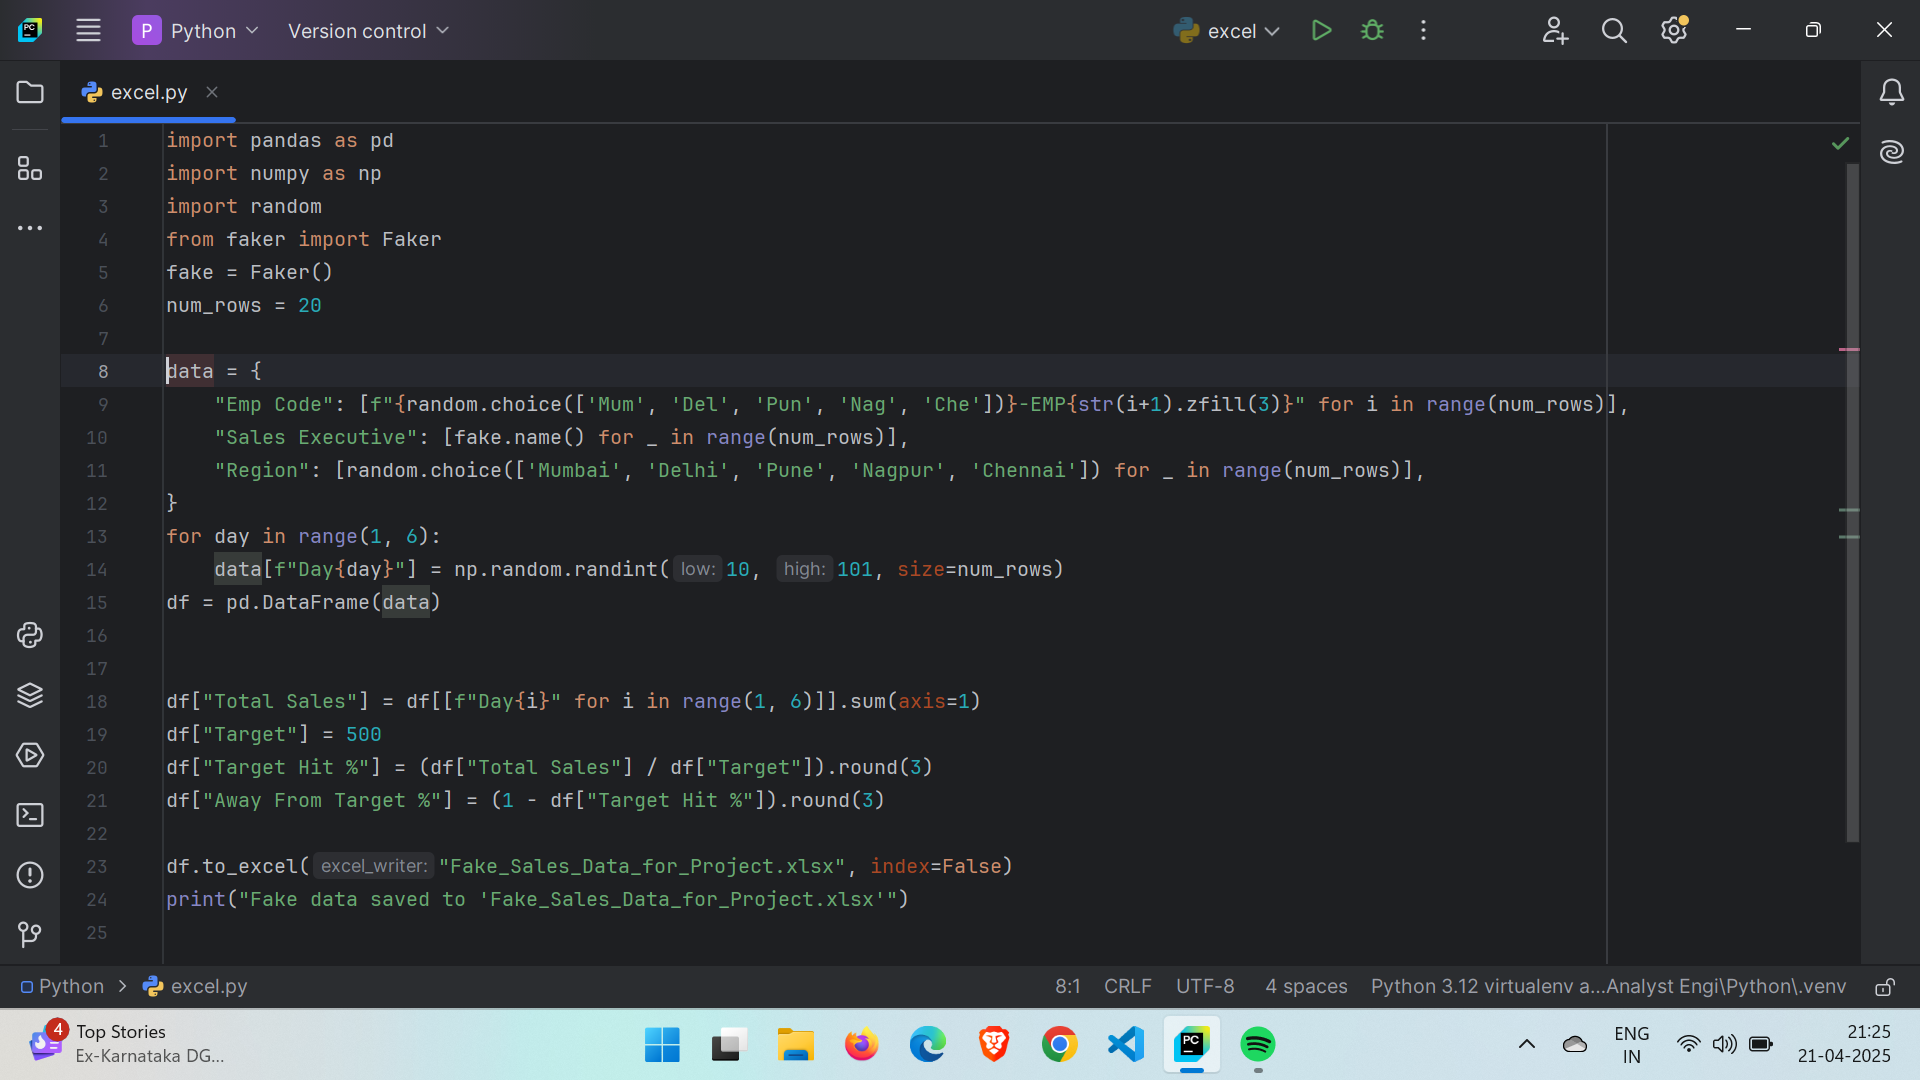 PC
P Python
Version control
excel
excel.py
1 import pandas as pd
2 import numpy as np
3 import random
4 from faker import Faker
5 fake = Faker()
6 num_rows = 20
7
8 data = {
9     "Emp Code": [f"{random.choice(['Mum', 'Del', 'Pun', 'Nag', 'Che'])}-EMP{str(i+1).zfill(3)}" for i in range(num_rows)],
10     "Sales Executive": [fake.name() for _ in range(num_rows)],
11     "Region": [random.choice(['Mumbai', 'Delhi', 'Pune', 'Nagpur', 'Chennai']) for _ in range(num_rows)],
12 }
13 for day in range(1, 6):
14     data[f"Day{day}"] = np.random.randint( low: 10, high: 101, size=num_rows)
15 df = pd.DataFrame(data)
16
17
18 df["Total Sales"] = df[[f"Day{i}" for i in range(1, 6)]].sum(axis=1)
19 df["Target"] = 500
20 df["Target Hit %"] = (df["Total Sales"] / df["Target"]).round(3)
21 df["Away From Target %"] = (1 - df["Target Hit %"]).round(3)
22
23 df.to_excel( excel_writer: "Fake_Sales_Data_for_Project.xlsx", index=False)
24 print("Fake data saved to 'Fake_Sales_Data_for_Project.xlsx'")
25
Python > excel.py
8:1 CRLF UTF-8 4 spaces Python 3.12 virtualenv a...Analyst Engi\Python\.venv
4 Top Stories
Ex-Karnataka DG...
PC
ENG
IN
21:25
21-04-2025